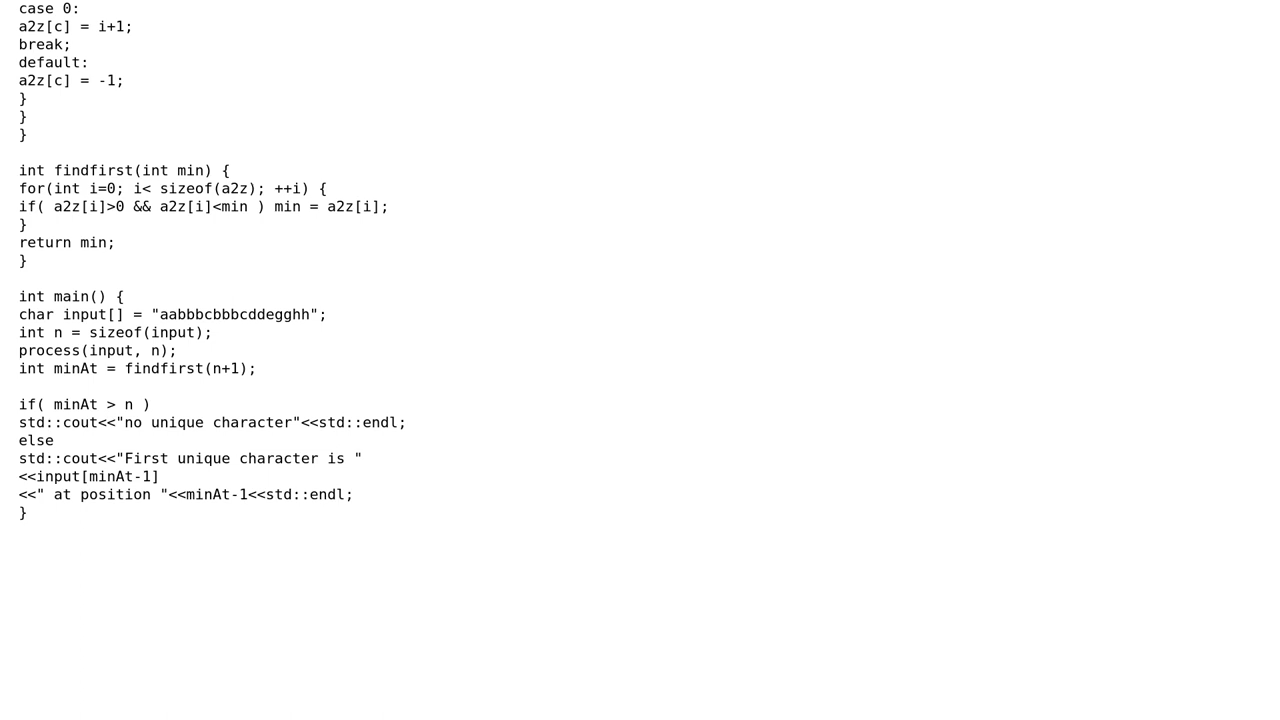 case 0:
a2z[c] = i+1;
break;
default:
a2z[c] = -1;
}
}
}
int findfirst(int min) {
for(int i=0; i< sizeof(a2z); ++i) {
if( a2z[i]>0 && a2z[i]<min ) min = a2z[i];
}
return min;
}
int main() {
char input[] = "aabbbcbbbcddegghh";
int n = sizeof(input);
process(input, n);
int minAt = findfirst(n+1);
if( minAt > n )
std::cout<<"no unique character"<<std::endl;
else
std::cout<<"First unique character is "
<<input[minAt-1]
<<" at position "<<minAt-1<<std::endl;
}